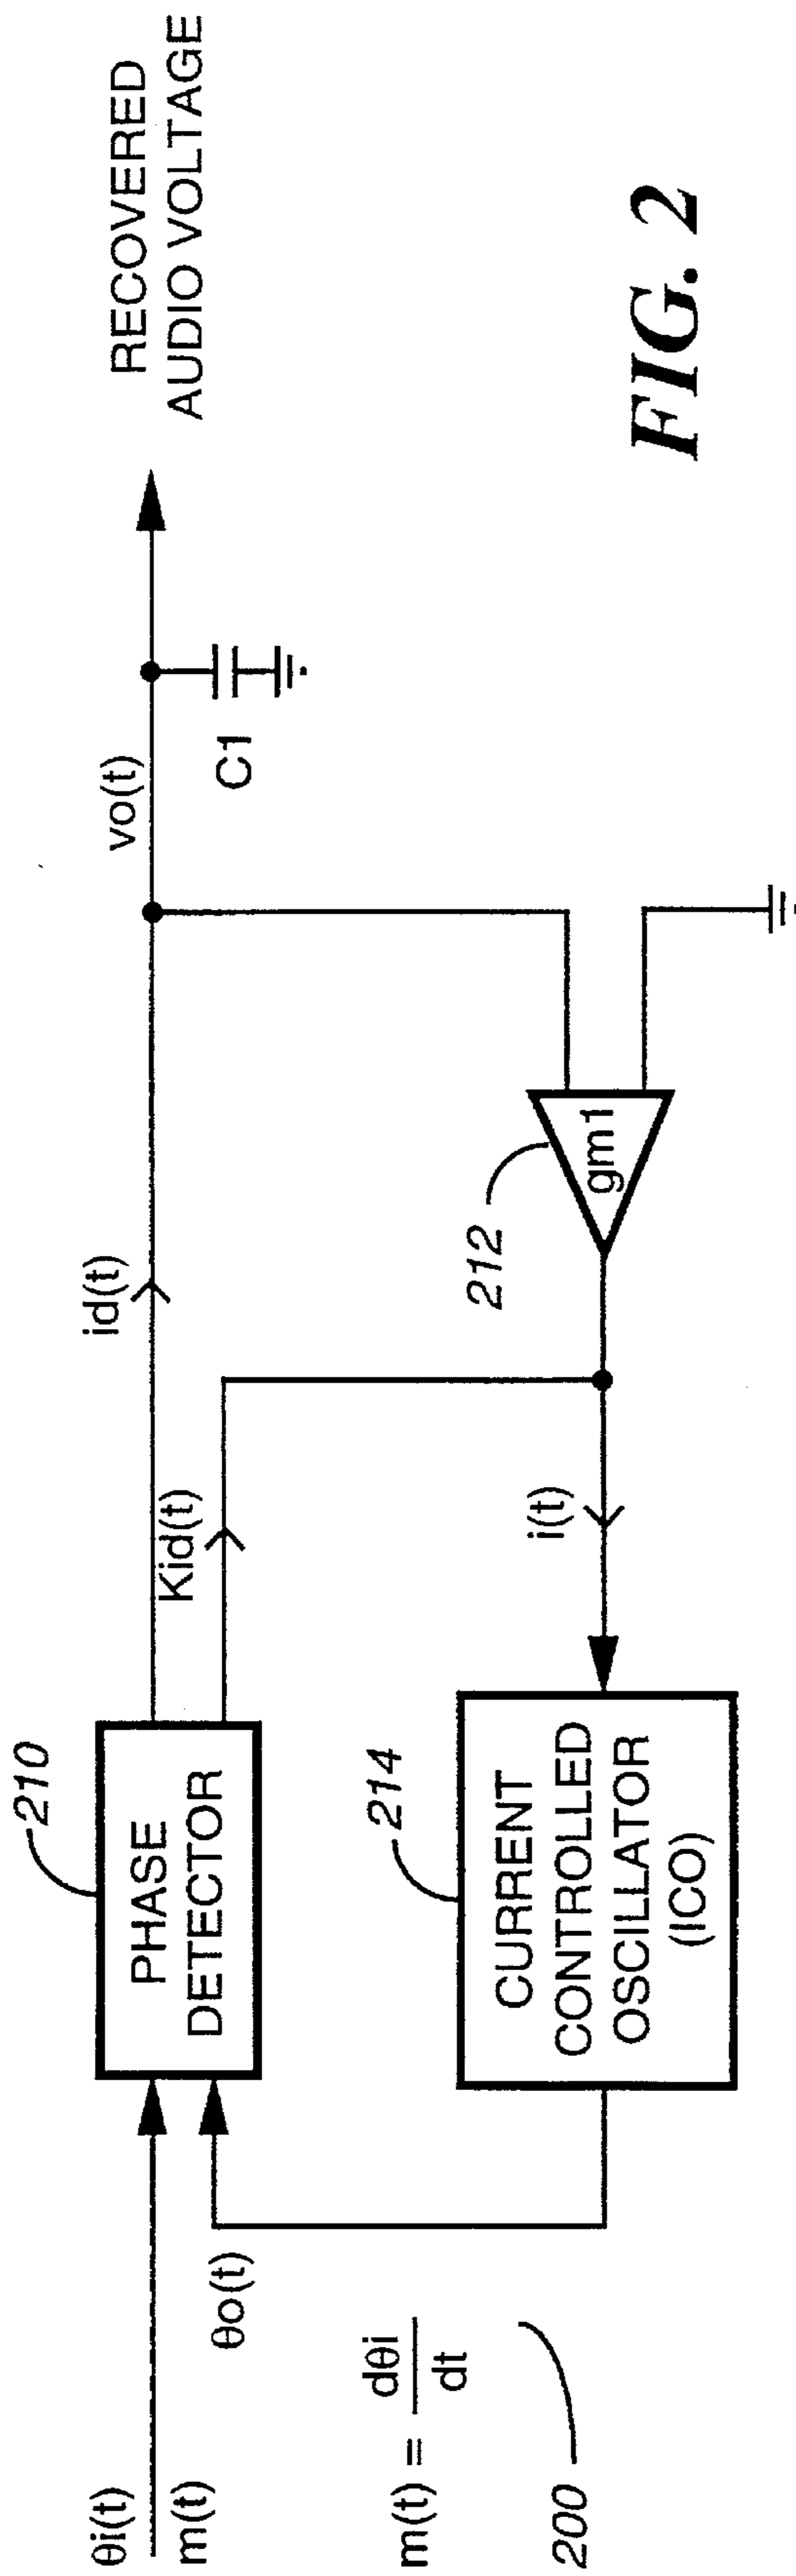 θi(t)
m(t)
θo(t)
m(t) = dθi
dt
200
210
PHASE
DETECTOR
id(t)
Kid(t)
vo(t)
C1
RECOVERED
AUDIO VOLTAGE
212
gm1
i(t)
214
CURRENT
CONTROLLED
OSCILLATOR
(ICO)
FIG. 2